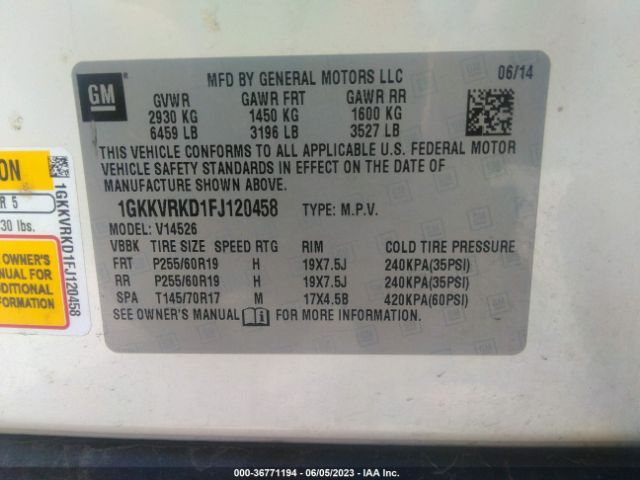 GM
MFD BY GENERAL MOTORS LLC 06/14
GVWR GAWR FRT GAWR RR
2930 KG 1450 KG 1600 KG
6459 LB 3196 LB 3527 LB
THIS VEHICLE CONFORMS TO ALL APPLICABLE U.S. FEDERAL MOTOR
VEHICLE SAFETY STANDARDS IN EFFECT ON THE DATE OF
MANUFACTURE SHOWN ABOVE.
1GKKVRKD1FJ120458 TYPE: M.P.V.
MODEL: V14526
VBBK TIRE SIZE SPEED RTG RIM COLD TIRE PRESSURE
FRT P255/60R19 H 19X7.5J 240KPA(35PSI)
RR P255/60R19 H 19X7.5J 240KPA(35PSI)
SPA T145/70R17 M 17X4.5B 420KPA(60PSI)
SEE OWNER'S MANUAL FOR MORE INFORMATION.
ON
R 5
30 lbs.
1GKKVRKD1FJ120458
E OWNER'S
MANUAL FOR
ADDITIONAL
FORMATION
000-36771194 - 06/05/2023 - IAA Inc.